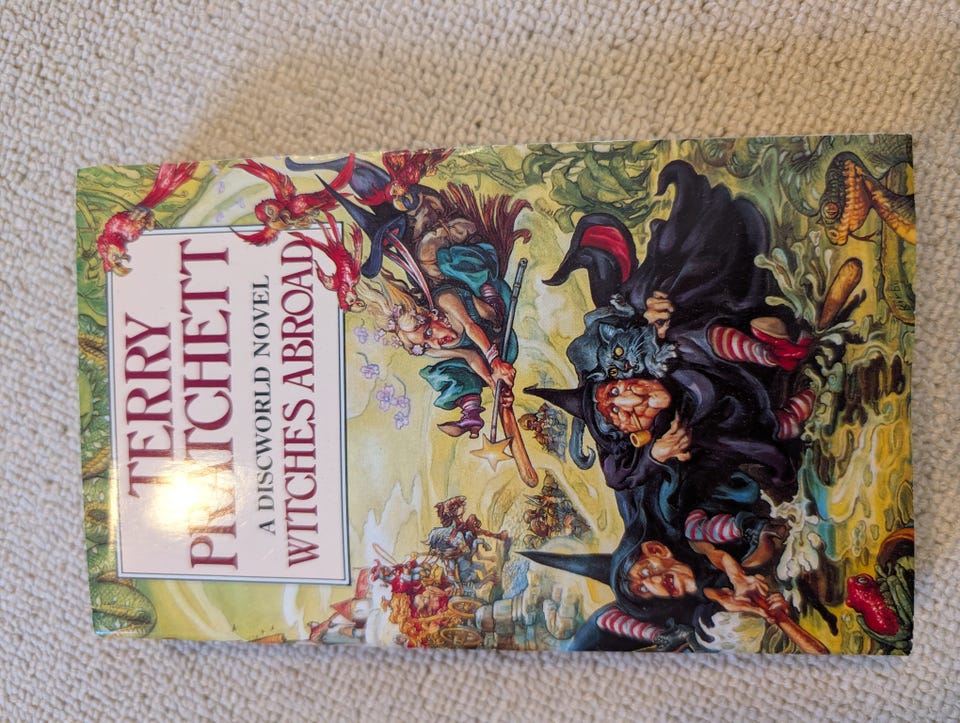 TERRY
PRATCHETT
A DISCWORLD NOVEL
WITCHES ABROAD